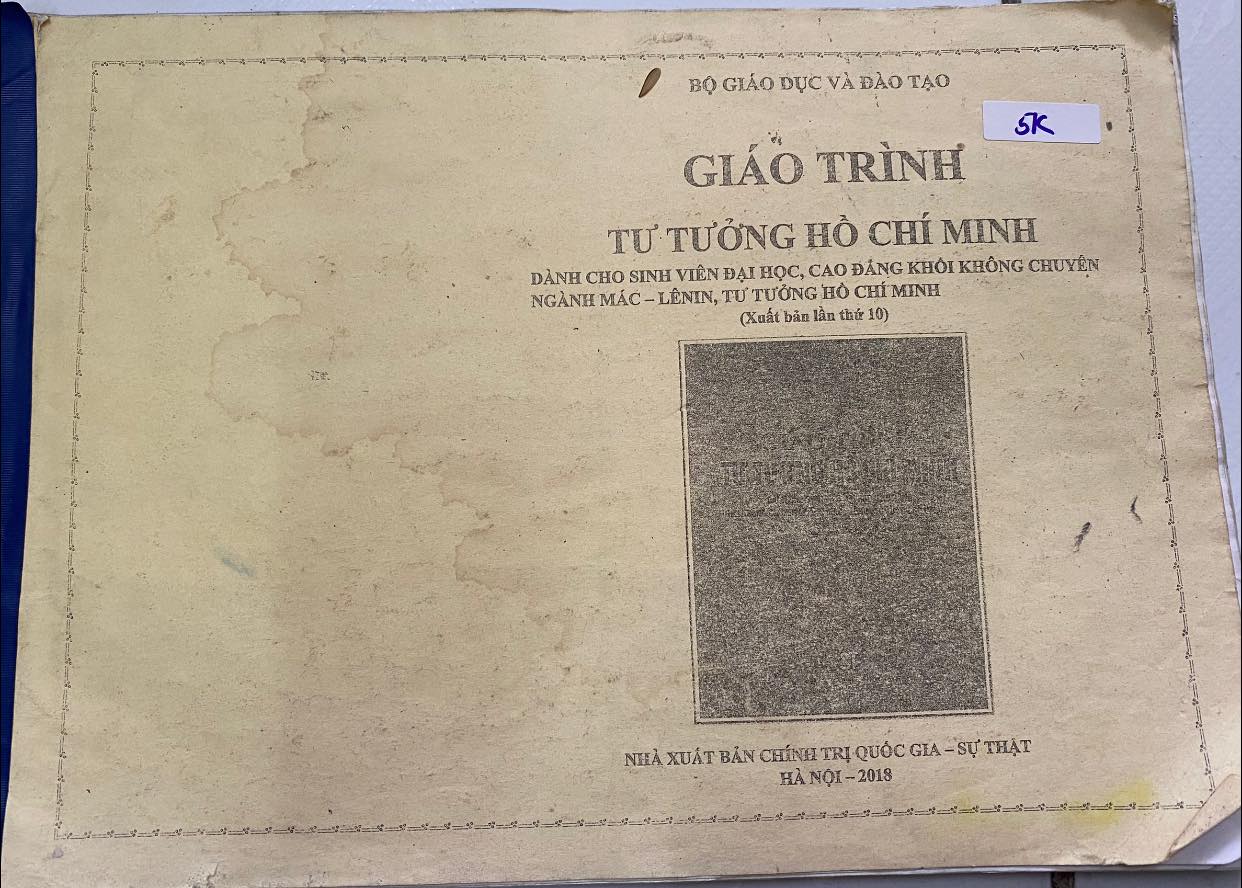 BỘ GIÁO DỤC VÀ ĐÀO TẠO
5K
GIÁO TRÌNH
TƯ TƯỞNG HỒ CHÍ MINH
DÀNH CHO SINH VIÊN ĐẠI HỌC, CAO ĐẲNG KHỐI KHÔNG CHUYÊN
NGÀNH MÁC – LÊNIN, TƯ TƯỞNG HỒ CHÍ MINH
(Xuất bản lần thứ 10)
NHÀ XUẤT BẢN CHÍNH TRỊ QUỐC GIA – SỰ THẬT
HÀ NỘI – 2018